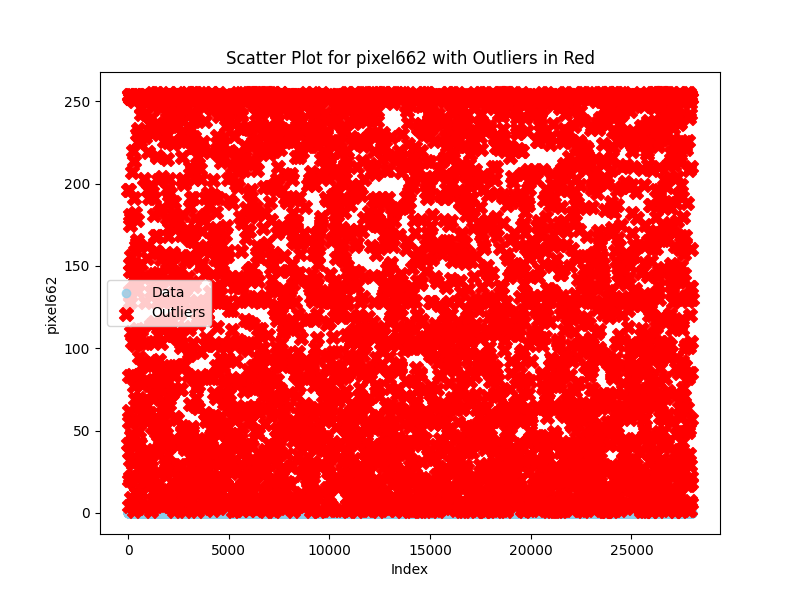 Scatter Plot for pixel662 with Outliers in Red
250
200
150
100
50
0
pixel662
Data
Outliers
0
5000
10000
15000
20000
25000
Index